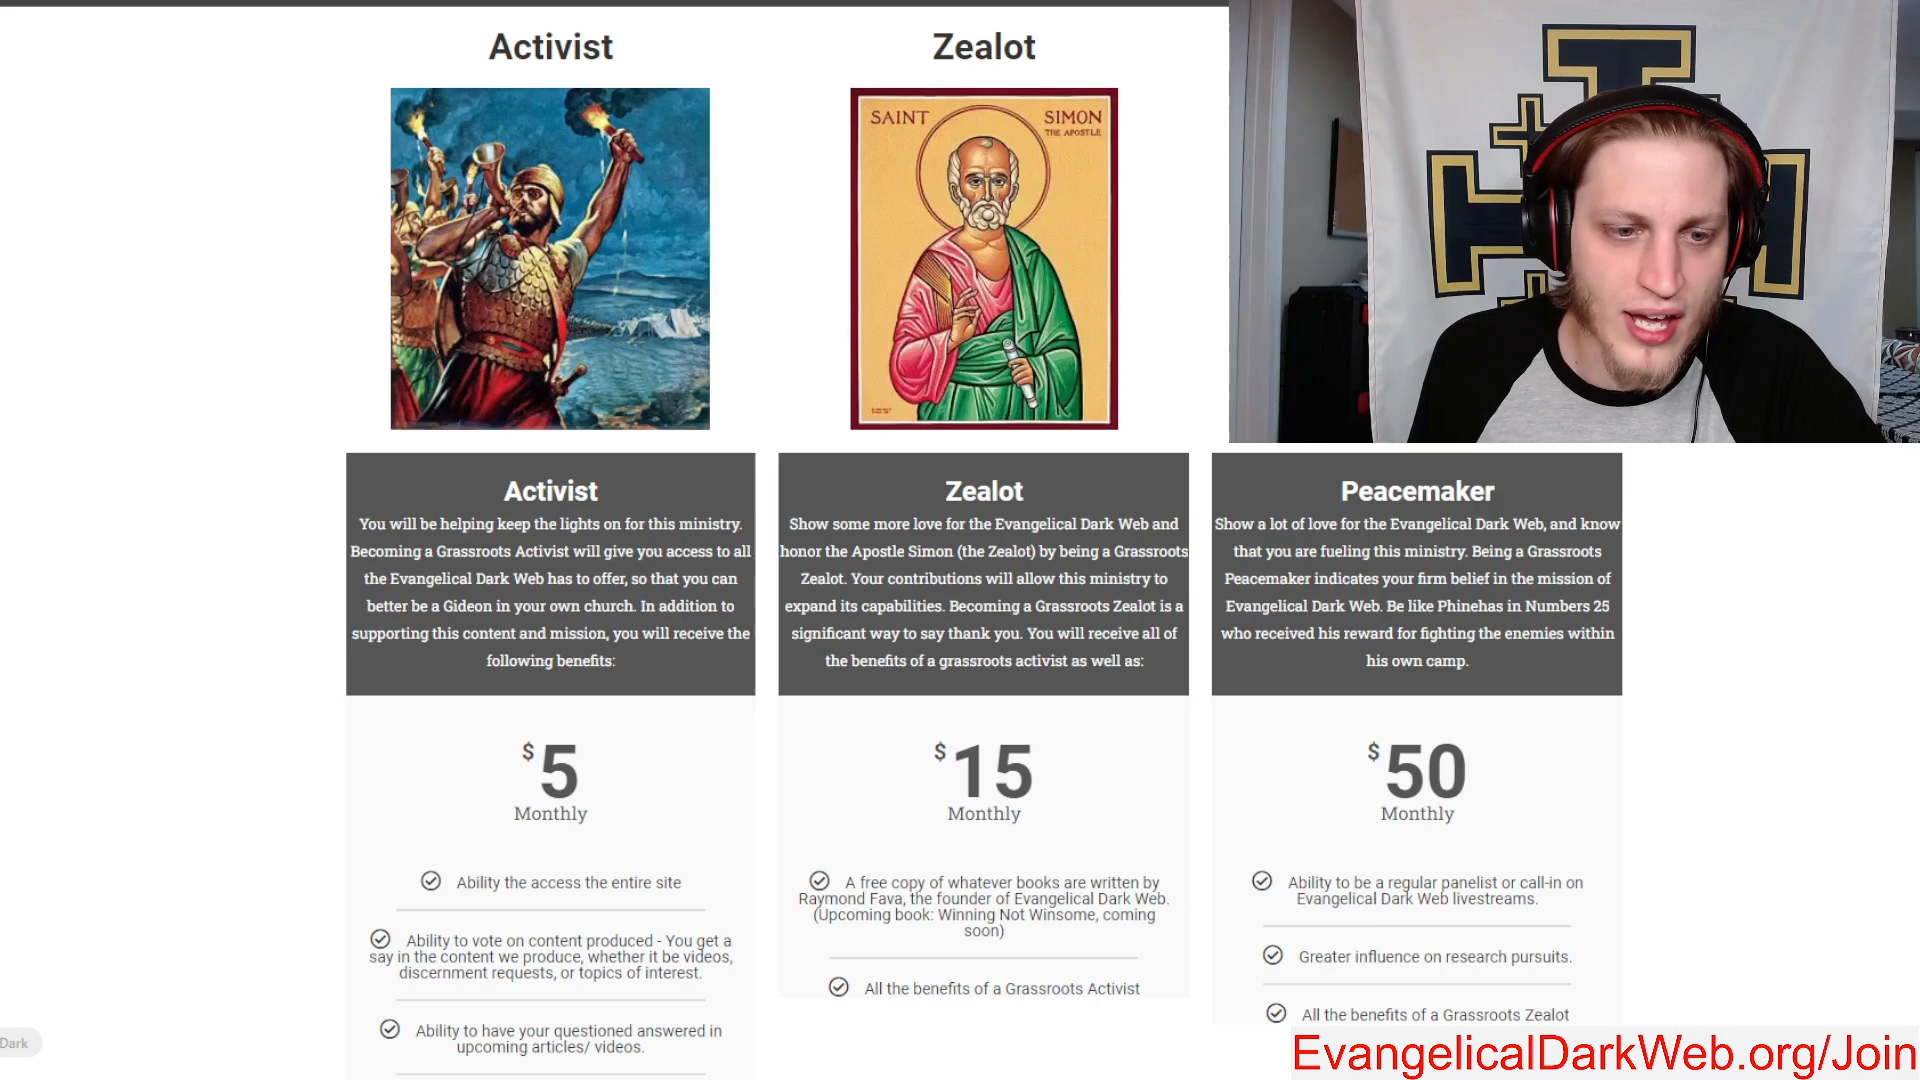 Activist
Zealot
SAINT SIMON
THE APOSTLE
Activist
You will be helping keep the lights on for this ministry.
Becoming a Grassroots Activist will give you access to all
the Evangelical Dark Web has to offer, so that you can
better be a Gideon in your own church. In addition to
supporting this content and mission, you will receive the
following benefits:
$5
Monthly
Ability the access the entire site
Ability to vote on content produced - You get a
say in the content we produce, whether it be videos,
discernment requests, or topics of interest.
Ability to have your questioned answered in
upcoming articles/ videos.
Zealot
Show some more love for the Evangelical Dark Web and
honor the Apostle Simon (the Zealot) by being a Grassroots
Zealot. Your contributions will allow this ministry to
expand its capabilities. Becoming a Grassroots Zealot is a
significant way to say thank you. You will receive all of
the benefits of a grassroots activist as well as:
$15
Monthly
A free copy of whatever books are written by
Raymond Fava, the founder of Evangelical Dark Web.
(Upcoming book: Winning Not Winsome, coming
soon)
All the benefits of a Grassroots Activist
Peacemaker
Show a lot of love for the Evangelical Dark Web, and know
that you are fueling this ministry. Being a Grassroots
Peacemaker indicates your firm belief in the mission of
Evangelical Dark Web. Be like Phinehas in Numbers 25
who received his reward for fighting the enemies within
his own camp.
$50
Monthly
Ability to be a regular panelist or call-in on
Evangelical Dark Web livestreams.
Greater influence on research pursuits.
All the benefits of a Grassroots Zealot
Dark
EvangelicalDarkWeb.org/Join